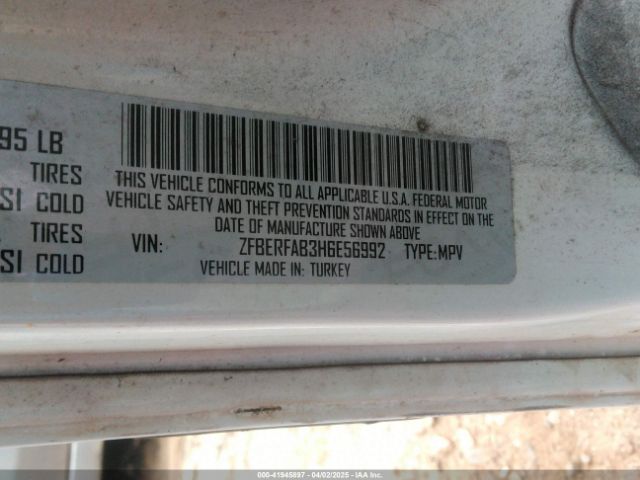 95 LB
TIRES
SI COLD
TIRES
SI COLD
THIS VEHICLE CONFORMS TO ALL APPLICABLE U.S.A. FEDERAL MOTOR
VEHICLE SAFETY AND THEFT PREVENTION STANDARDS IN EFFECT ON THE
DATE OF MANUFACTURE SHOWN ABOVE
VIN: ZFBERFAB3H6E56992 TYPE:MPV
VEHICLE MADE IN: TURKEY
000-41945897 - 04/02/2025 - IAA Inc.